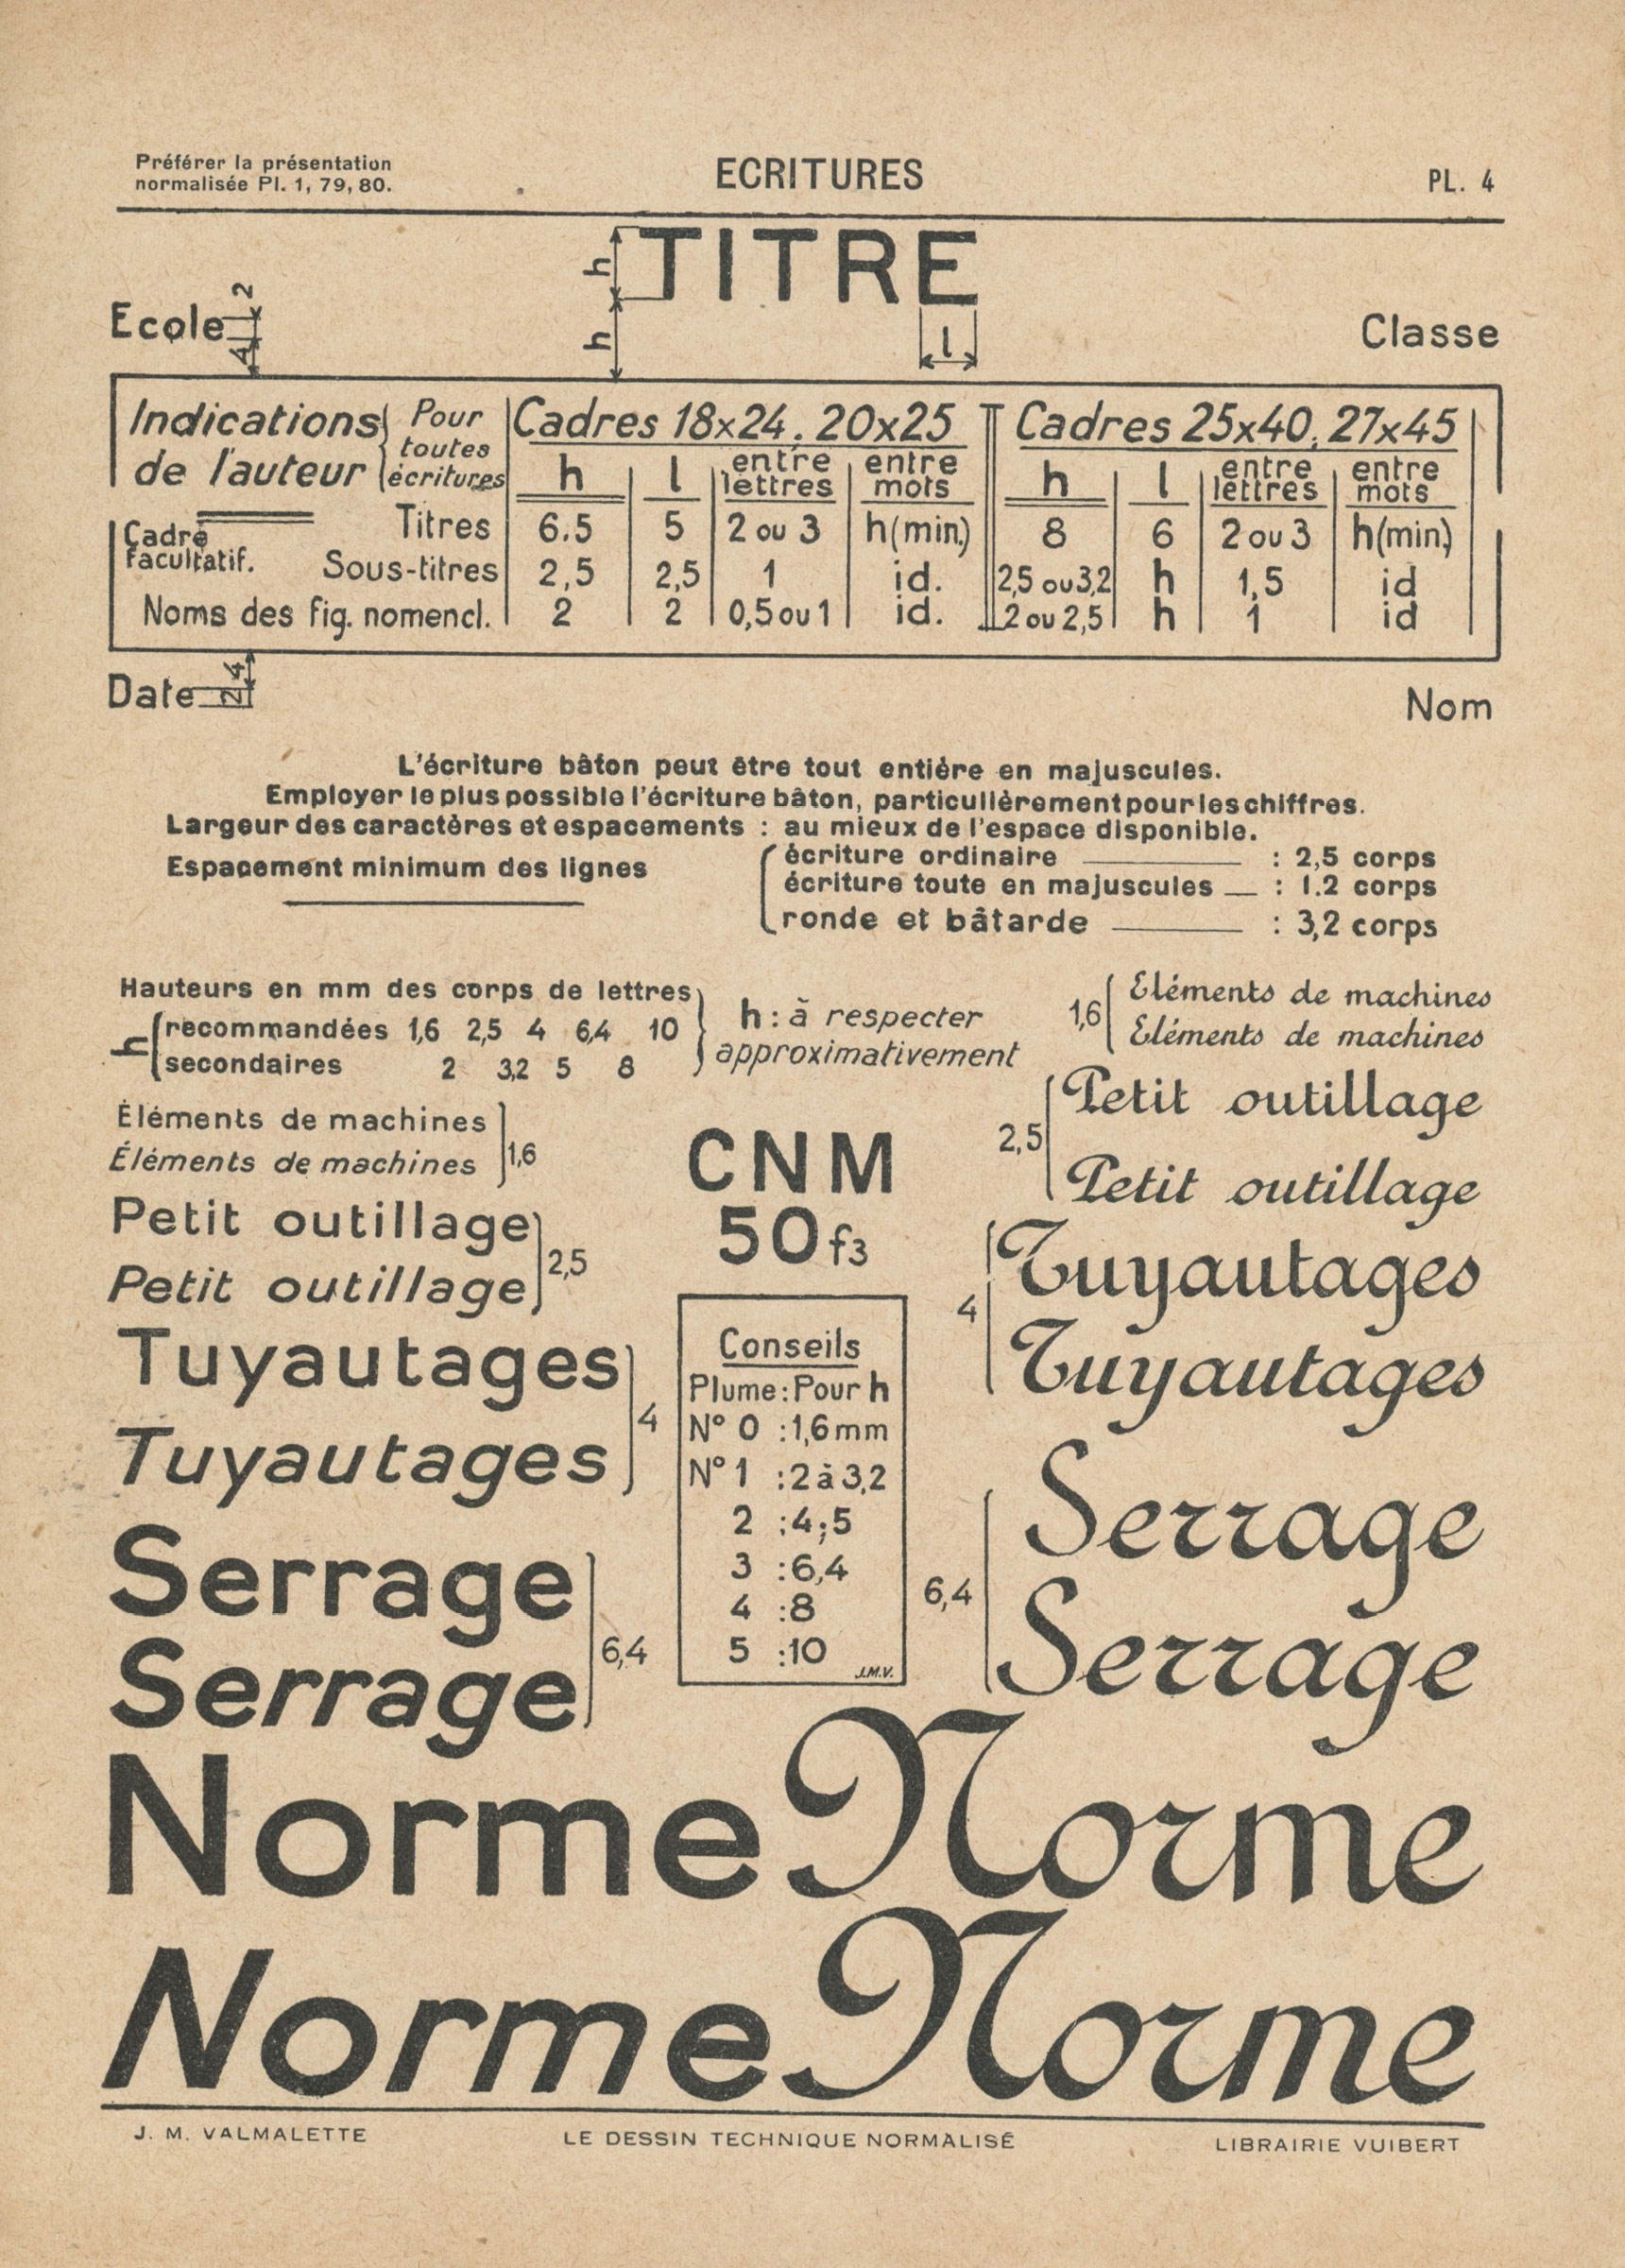 Préférer la présentation
normalisée Pl. 1, 79, 80.
ECRITURES
PL. 4
TITRE
h
h
l
Ecole
2
4
Classe
Indications
de l'auteur
Pour
toutes
écritures
Cadres 18x24. 20x25
Cadres 25x40, 27x45
h l entre lettres entre mots h l entre lettres entre mots
Cadre
facultatif.
Titres 6.5 5 2 ou 3 h(min.) 8 6 2 ou 3 h(min.)
Sous-titres 2,5 2,5 1 id. 2,5 ou 3,2 h 1,5 id
Noms des fig. nomencl. 2 2 0,5 ou 1 id. 2 ou 2,5 h 1 id
Date
2
4
Nom
L'écriture bâton peut être tout entière en majuscules.
Employer le plus possible l'écriture bâton, particulièrement pour les chiffres.
Largeur des caractères et espacements : au mieux de l'espace disponible.
Espacement minimum des lignes
écriture ordinaire : 2,5 corps
écriture toute en majuscules : 1.2 corps
ronde et bâtarde : 3,2 corps
Hauteurs en mm des corps de lettres
h
recommandées 1,6 2,5 4 6,4 10
secondaires 2 3,2 5 8
h : à respecter
approximativement
Éléments de machines
Éléments de machines
1,6
Petit outillage
Petit outillage
2,5
Tuyautages
Tuyautages
4
Serrage
Serrage
6,4
CNM
50 f3
Conseils
Plume : Pour h
N° 0 : 1,6 mm
N° 1 : 2 à 3,2
2 : 4 ; 5
3 : 6,4
4 : 8
5 : 10
J.M.V.
1,6
Eléments de machines
Eléments de machines
2,5
Petit outillage
Petit outillage
4
Tuyautages
Tuyautages
6,4
Serrage
Serrage
Norme Norme
Norme Norme
J. M. VALMALETTE
LE DESSIN TECHNIQUE NORMALISÉ
LIBRAIRIE VUIBERT